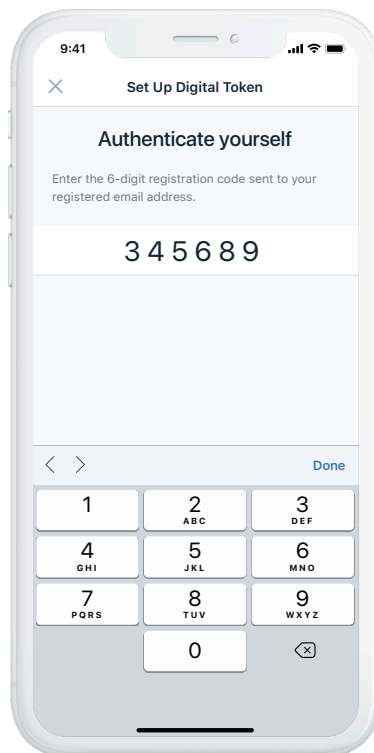 9:41
Set Up Digital Token
Authenticate yourself
Enter the 6-digit registration code sent to your
registered email address.
345689
Done
1 2 3
ABC DEF
4 5 6
GHI JKL MNO
7 8 9
PQRS TUV WXYZ
0